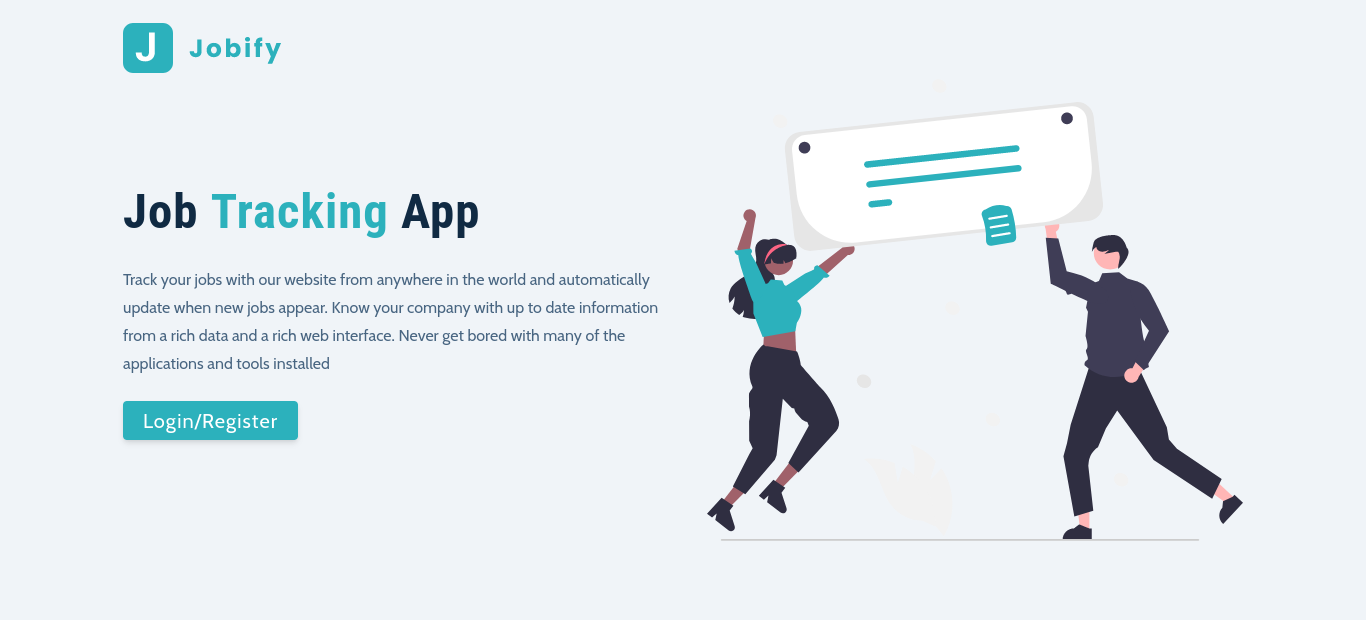 J Jobify
Job Tracking App
Track your jobs with our website from anywhere in the world and automatically
update when new jobs appear. Know your company with up to date information
from a rich data and a rich web interface. Never get bored with many of the
applications and tools installed
Login/Register